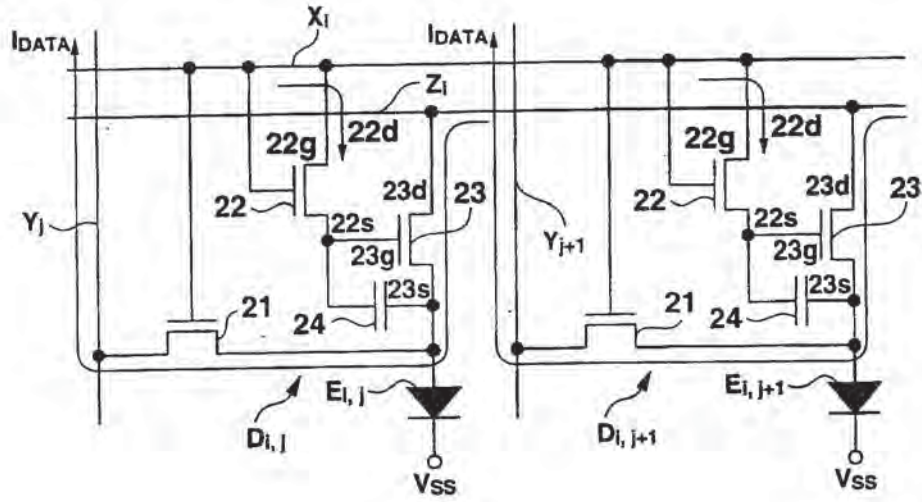 IDATA
Xi
IDATA
Zi
22g
22d
22g
22d
23d
23
23d
23
22
22s
22
22s
Yj
23g
Yj+1
23g
23s
23s
21
24
21
24
Ei, j
Ei, j+1
Di, j
Di, j+1
VSS
VSS